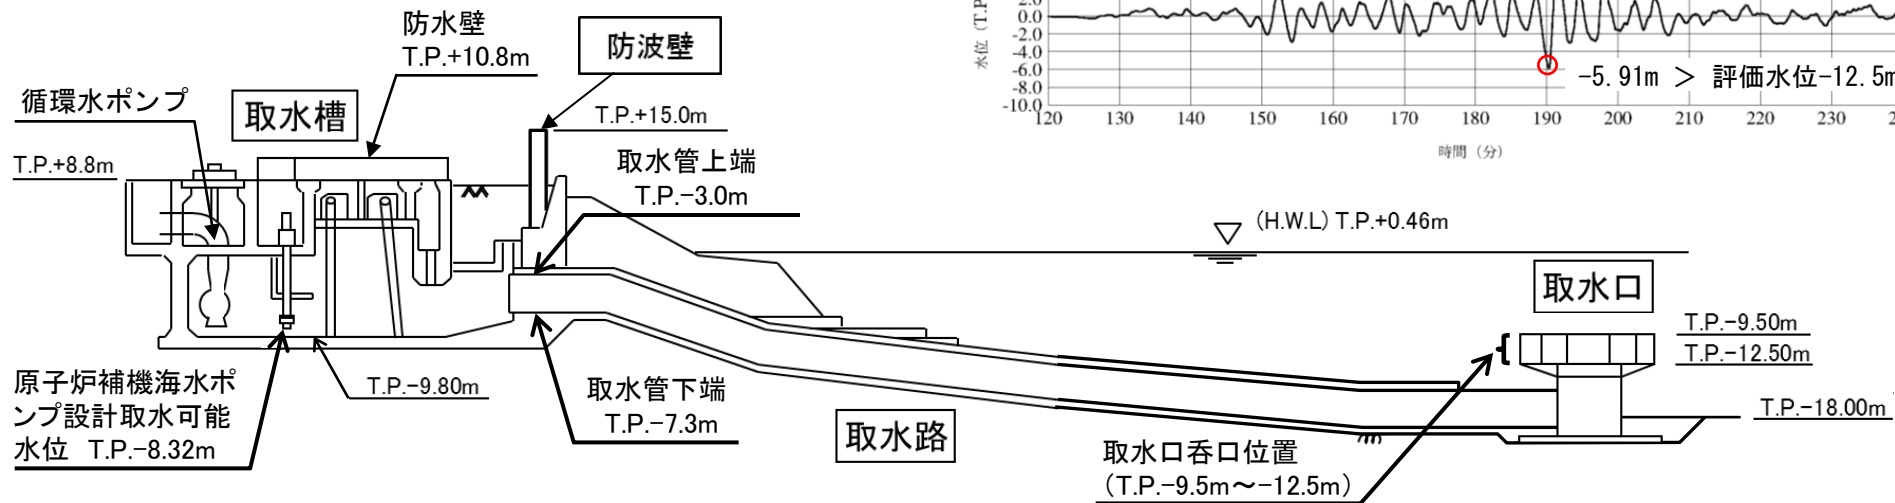 防水壁
T.P.+10.8m
防波壁
循環水ポンプ
取水槽
T.P.+15.0m
T.P.+8.8m
取水管上端
T.P.-3.0m
(H.W.L) T.P.+0.46m
取水口
T.P.-9.50m
T.P.-12.50m
T.P.-18.00m
原子炉補機海水ポ
ンプ設計取水可能
水位 T.P.-8.32m
T.P.-9.80m
取水管下端
T.P.-7.3m
取水路
取水口呑口位置
(T.P.-9.5m~-12.5m)
水位 (T.P
2.0
0.0
-2.0
-4.0
-6.0
-8.0
-10.0
-5.91m > 評価水位-12.5m
120 130 140 150 160 170 180 190 200 210 220 230
時間 (分)